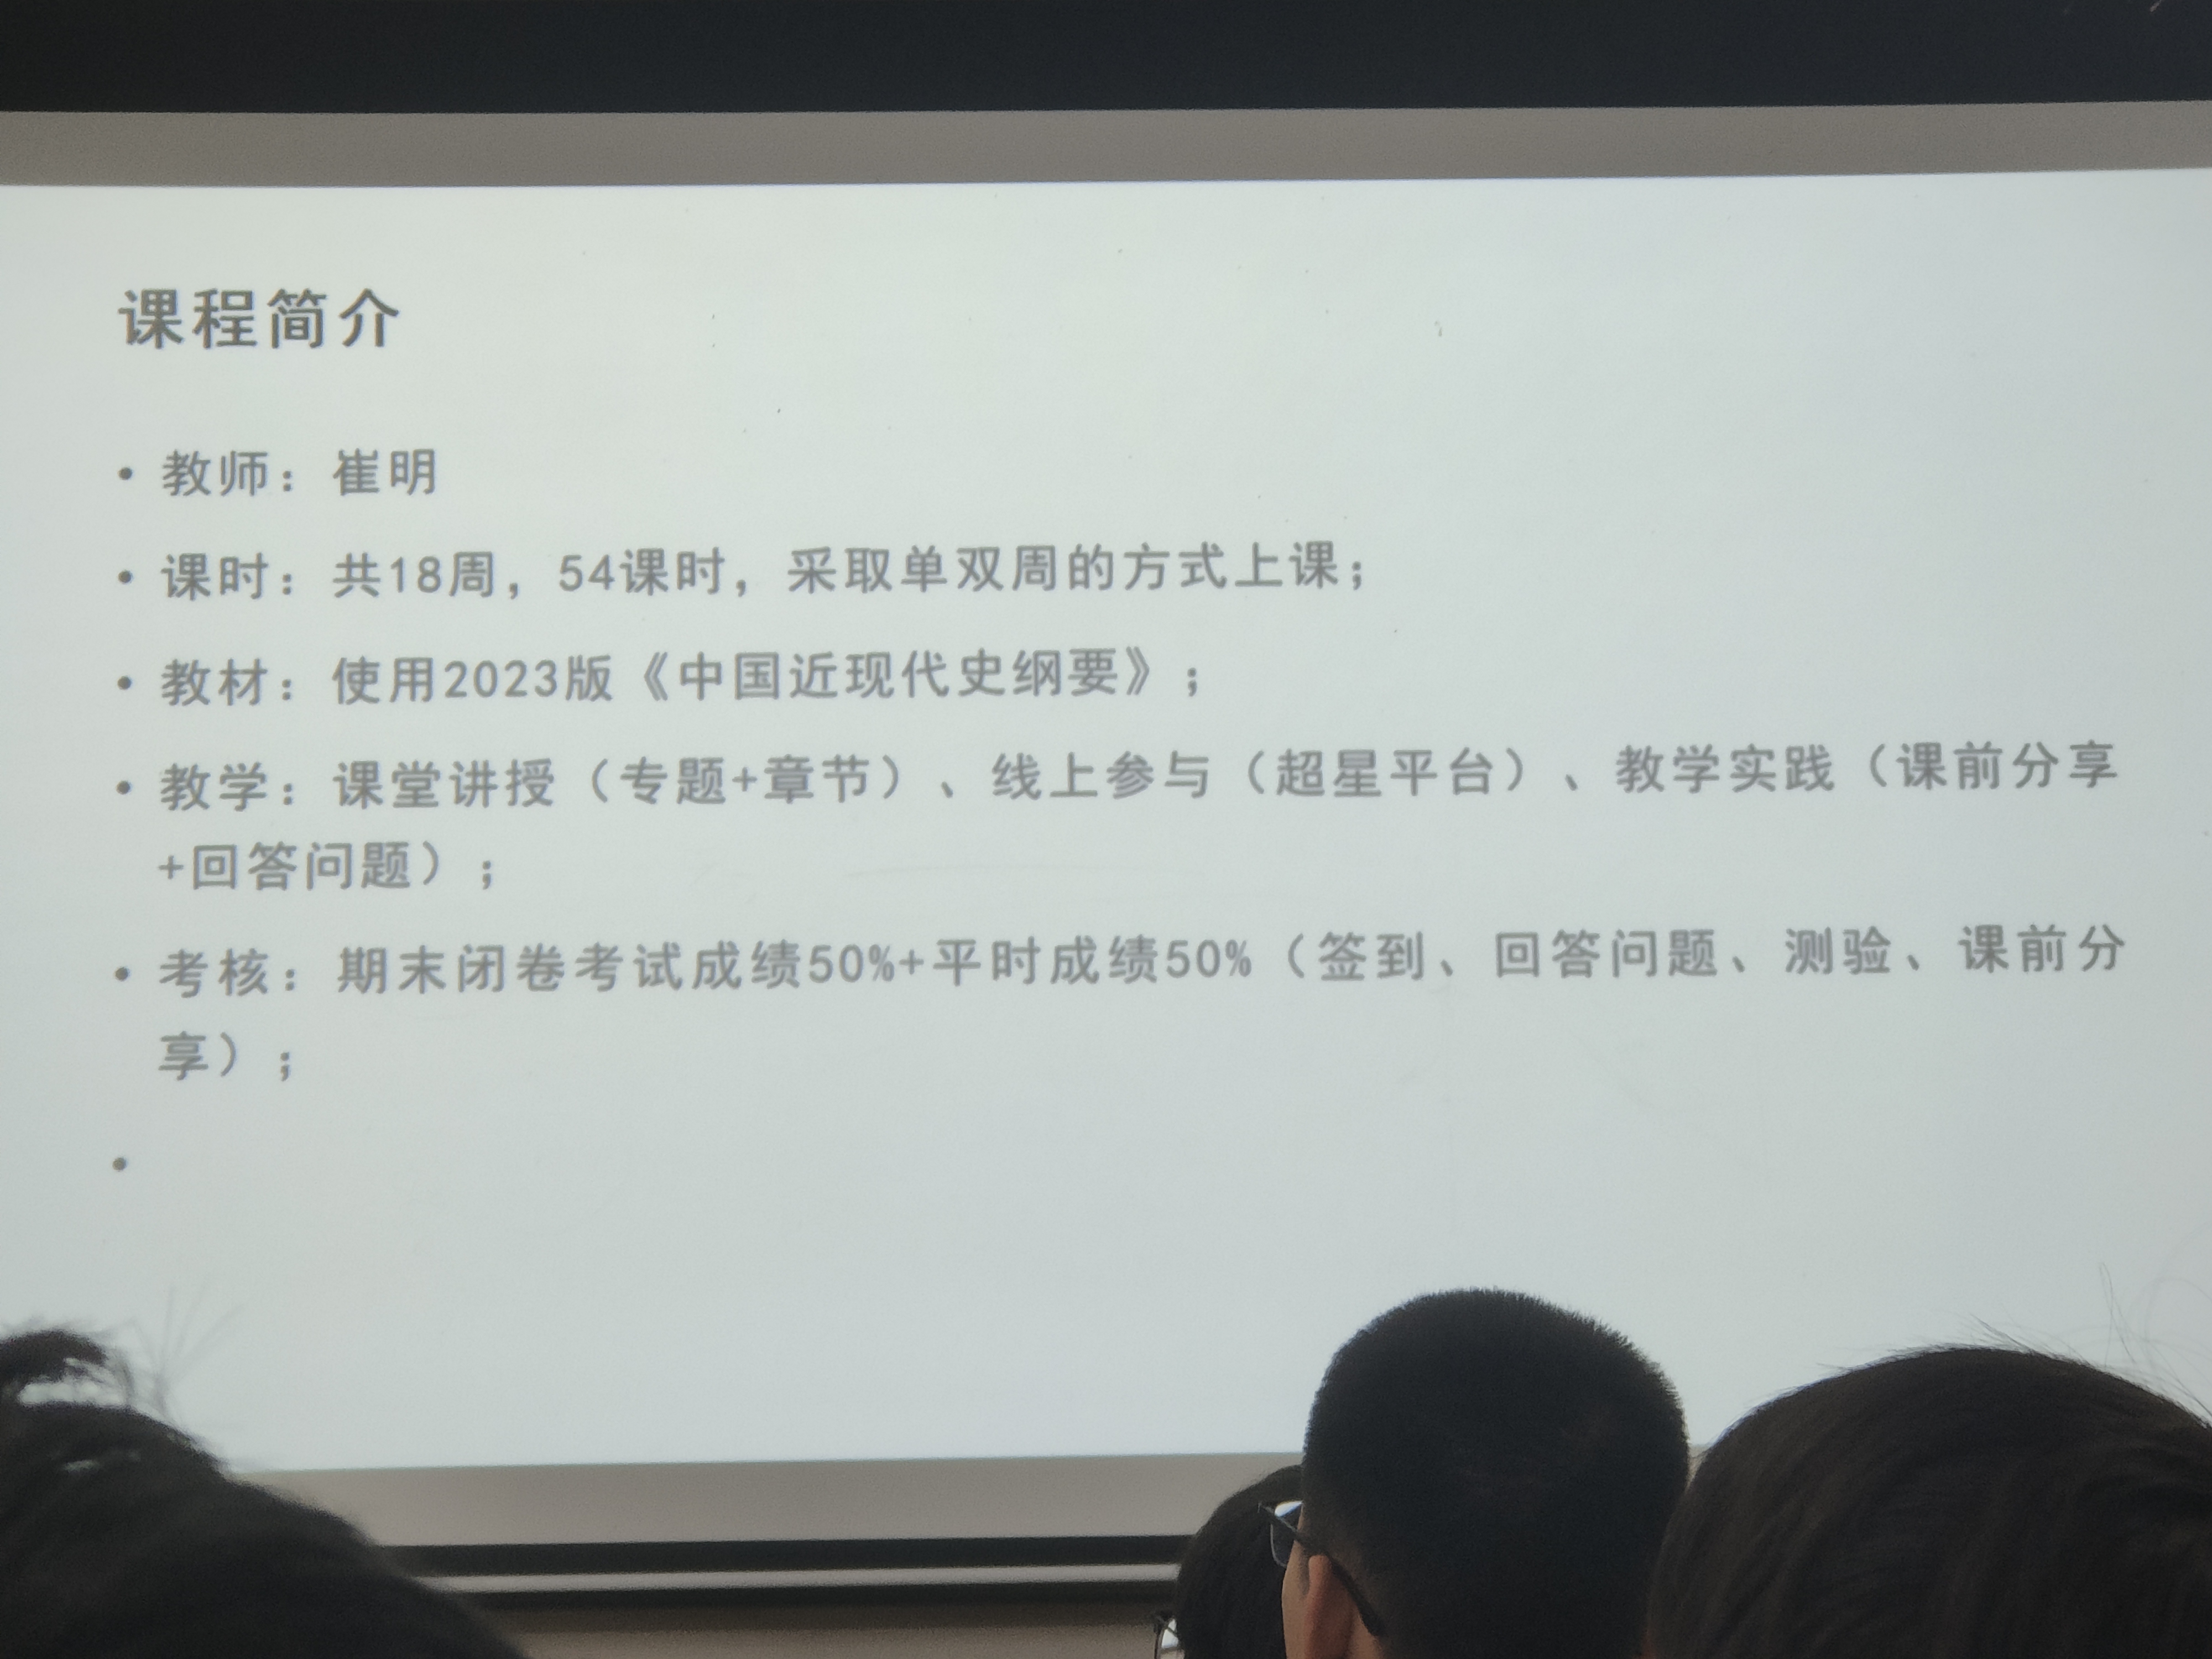 课程简介
• 教师：崔明
• 课时：共18周，54课时，采取单双周的方式上课；
• 教材：使用2023版《中国近现代史纲要》；
• 教学：课堂讲授（专题+章节）、线上参与（超星平台）、教学实践（课前分享
+回答问题）；
• 考核：期末闭卷考试成绩50%+平时成绩50%（签到、回答问题、测验、课前分
享）；
•